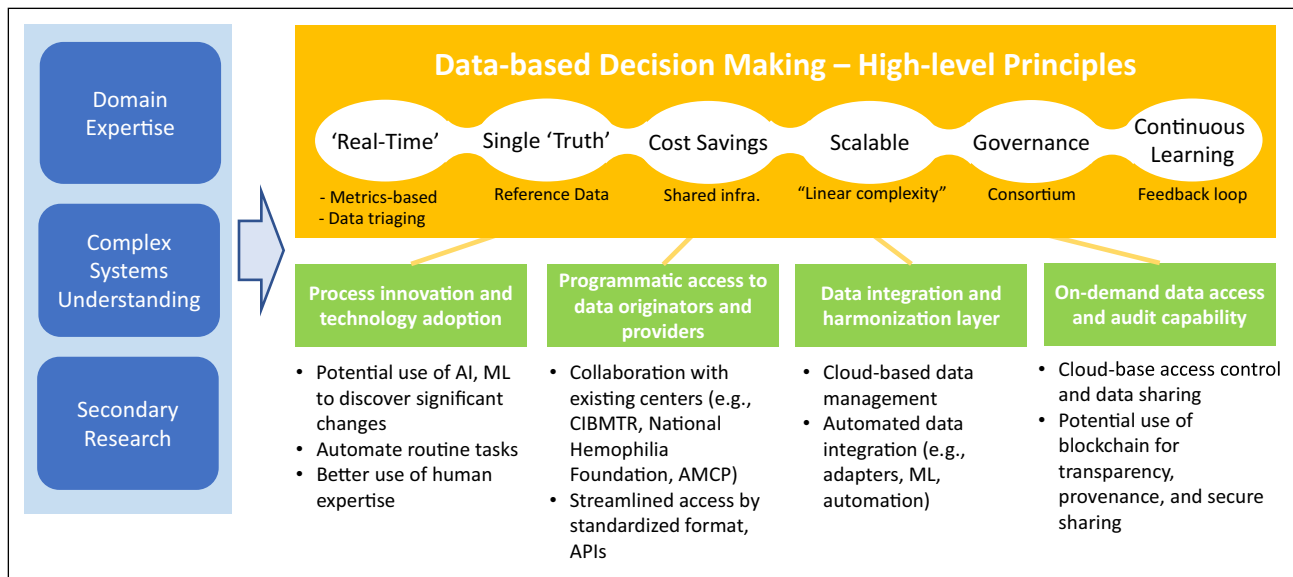 Domain
Expertise
Complex
Systems
Understanding
Secondary
Research
Data-based Decision Making – High-level Principles
'Real-Time'
- Metrics-based
- Data triaging
Single 'Truth'
Reference Data
Cost Savings
Shared infra.
Scalable
“Linear complexity”
Governance
Consortium
Continuous
Learning
Feedback loop
Process innovation and
technology adoption
• Potential use of AI, ML
to discover significant
changes
• Automate routine tasks
• Better use of human
expertise
Programmatic access to
data originators and
providers
• Collaboration with
existing centers (e.g.,
CIBMTR, National
Hemophilia
Foundation, AMCP)
• Streamlined access by
standardized format,
APIs
Data integration and
harmonization layer
• Cloud-based data
management
• Automated data
integration (e.g.,
adapters, ML,
automation)
On-demand data access
and audit capability
• Cloud-base access control
and data sharing
• Potential use of
blockchain for
transparency,
provenance, and secure
sharing